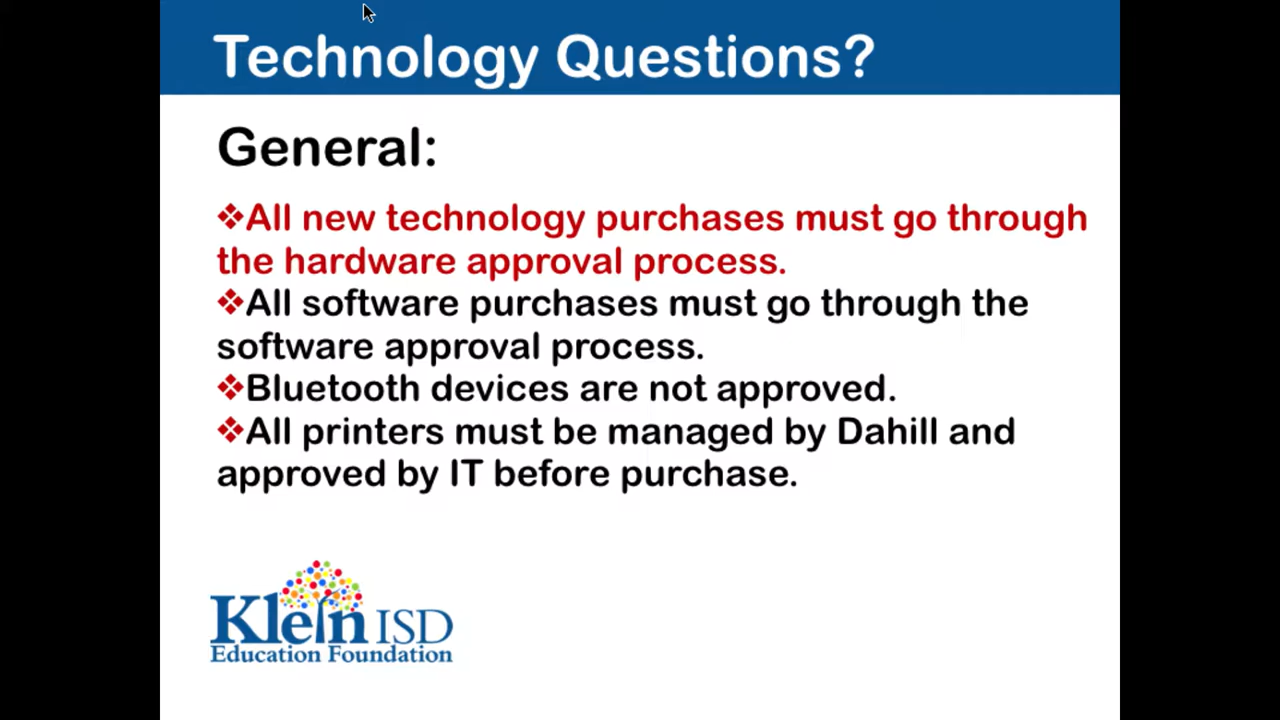 Technology Questions?
General:
❖All new technology purchases must go through
the hardware approval process.
❖All software purchases must go through the
software approval process.
❖Bluetooth devices are not approved.
❖All printers must be managed by Dahill and
approved by IT before purchase.
Klein ISD
Education Foundation